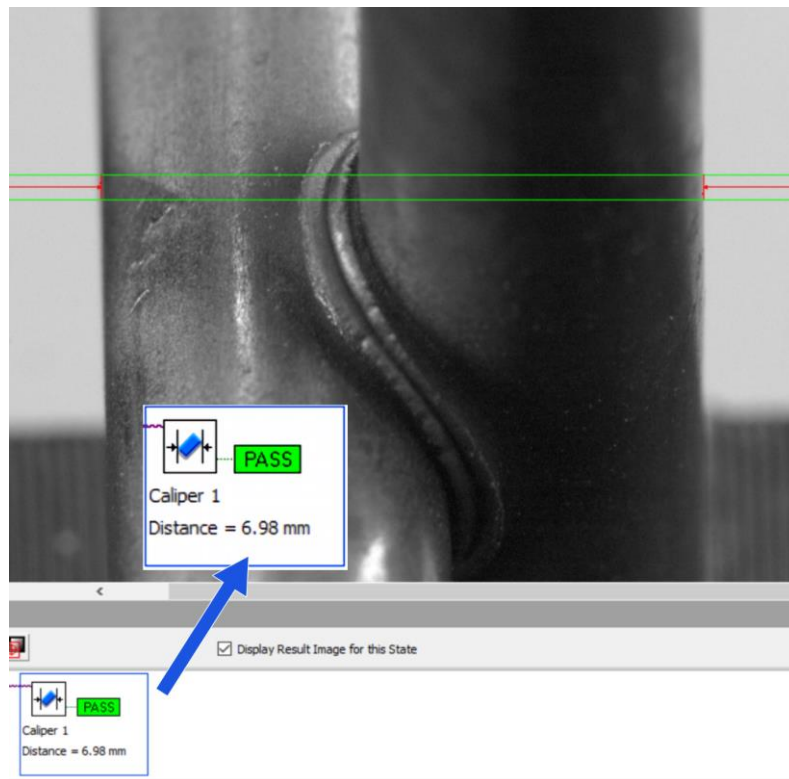 PASS
Caliper 1
Distance = 6.98 mm
Display Result Image for this State
PASS
Caliper 1
Distance = 6.98 mm